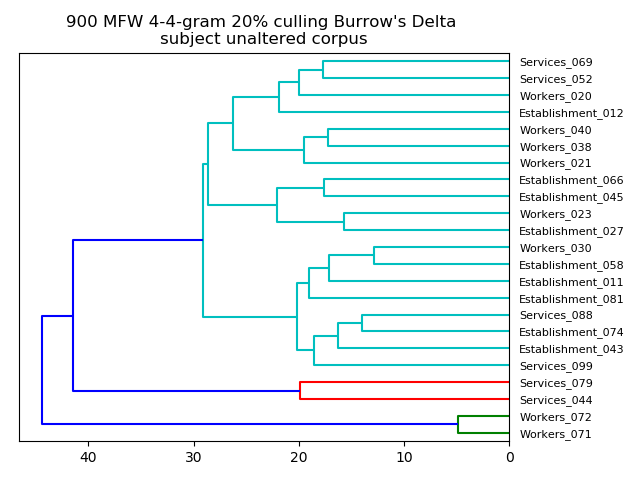 900 MFW 4-4-gram 20% culling Burrow's Delta
subject unaltered corpus
Services_069
Services_052
Workers_020
Establishment_012
Workers_040
Workers_038
Workers_021
Establishment_066
Establishment_045
Workers_023
Establishment_027
Workers_030
Establishment_058
Establishment_011
Establishment_081
Services_088
Establishment_074
Establishment_043
Services_099
Services_079
Services_044
Workers_072
Workers_071
40 30 20 10 0